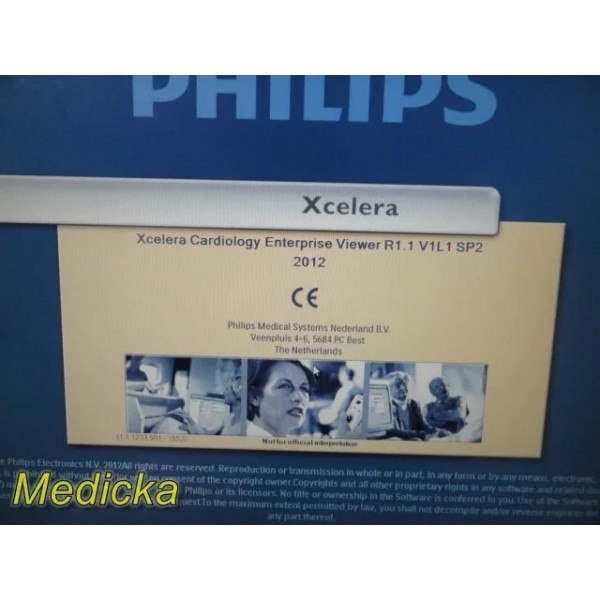 PHILIPS
Xcelera
Xcelera Cardiology Enterprise Viewer R1.1 V1L1 SP2
2012
CE
Philips Medical Systems Nederland B.V.
Veenpluis 4-6, 5684 PC Best
The Netherlands
Not for official interpretation
Philips Electronics N.V. 2012All rights are reserved. Reproduction or transmission in whole or in part, in any form or by any means, electronic,
of the copyright owner.Copyrights and all other proprietary rights in any software and related
Philips or its licensors. No title or ownership in the Software is conferred to you. Use of the Software
To the maximum extent permitted by law, you shall not decompile and/or reverse engineer the
any part thereof.
Medicka